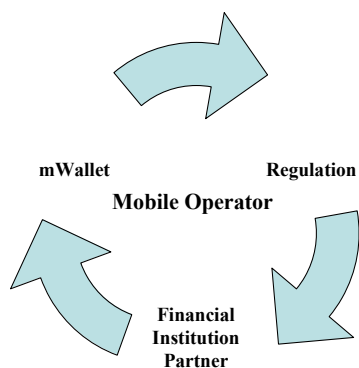 mWallet
Regulation
Mobile Operator
Financial
Institution
Partner